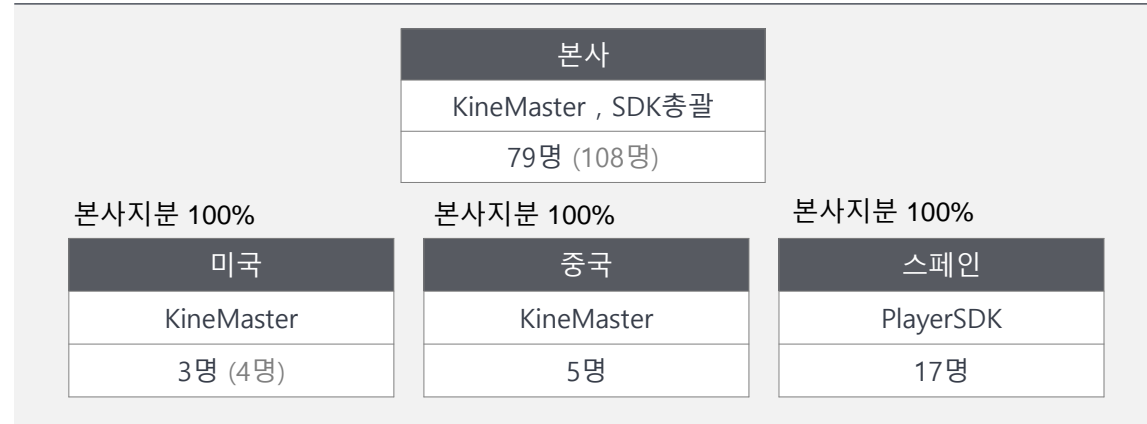 본사
KineMaster , SDK총괄
79명 (108명)
본사지분 100% 본사지분 100% 본사지분 100%
미국 중국 스페인
KineMaster KineMaster PlayerSDK
3명 (4명) 5명 17명